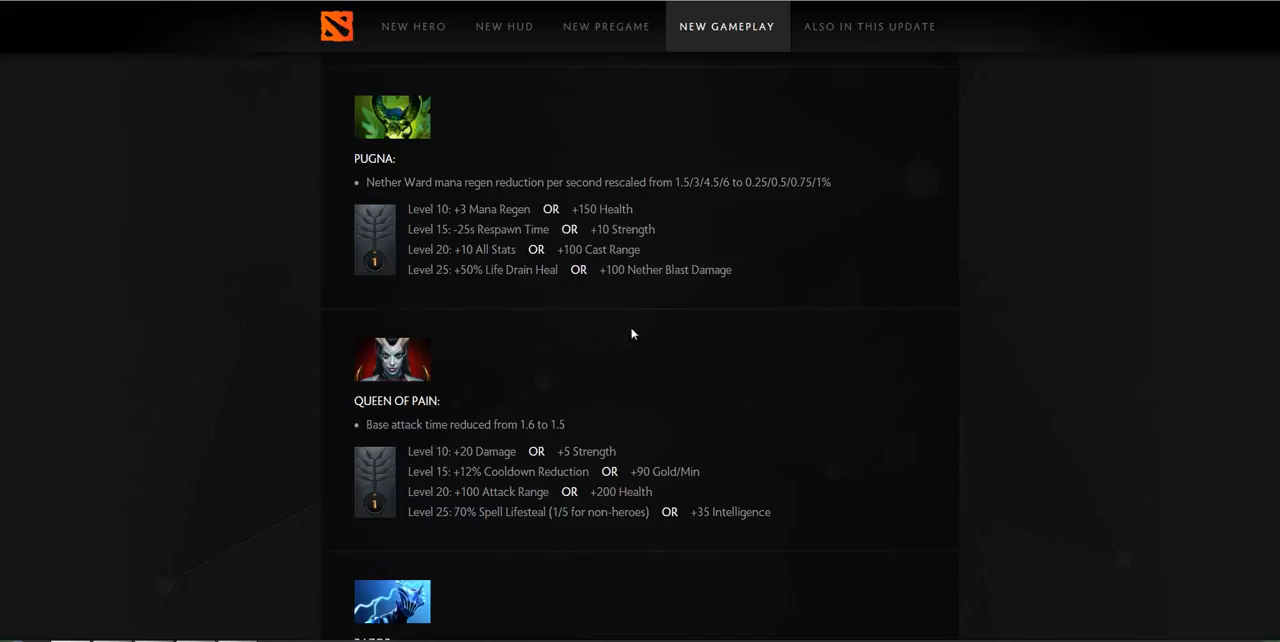 NEW HERO NEW HUD NEW PREGAME NEW GAMEPLAY ALSO IN THIS UPDATE
PUGNA:
• Nether Ward mana regen reduction per second rescaled from 1.5/3/4.5/6 to 0.25/0.5/0.75/1%
Level 10: +3 Mana Regen OR +150 Health
Level 15: -25s Respawn Time OR +10 Strength
Level 20: +10 All Stats OR +100 Cast Range
Level 25: +50% Life Drain Heal OR +100 Nether Blast Damage
1
QUEEN OF PAIN:
• Base attack time reduced from 1.6 to 1.5
Level 10: +20 Damage OR +5 Strength
Level 15: +12% Cooldown Reduction OR +90 Gold/Min
Level 20: +100 Attack Range OR +200 Health
Level 25: 70% Spell Lifesteal (1/5 for non-heroes) OR +35 Intelligence
1